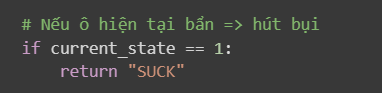 # Nếu ô hiện tại bẩn => hút bụi
if current_state == 1:
    return "SUCK"